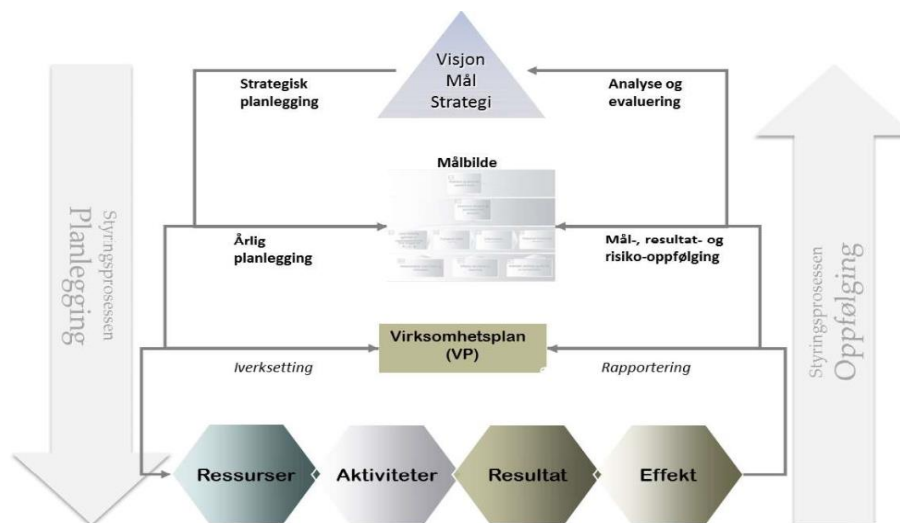 Visjon
Mål
Strategi
Strategisk
planlegging
Analyse og
evaluering
Styringsprosessen
Planlegging
Målbilde
Årlig
planlegging
Mål-, resultat- og
risiko-oppfølging
Styringsprosessen
Oppfølging
Virksomhetsplan
(VP)
Iverksetting
Rapportering
Ressurser
Aktiviteter
Resultat
Effekt